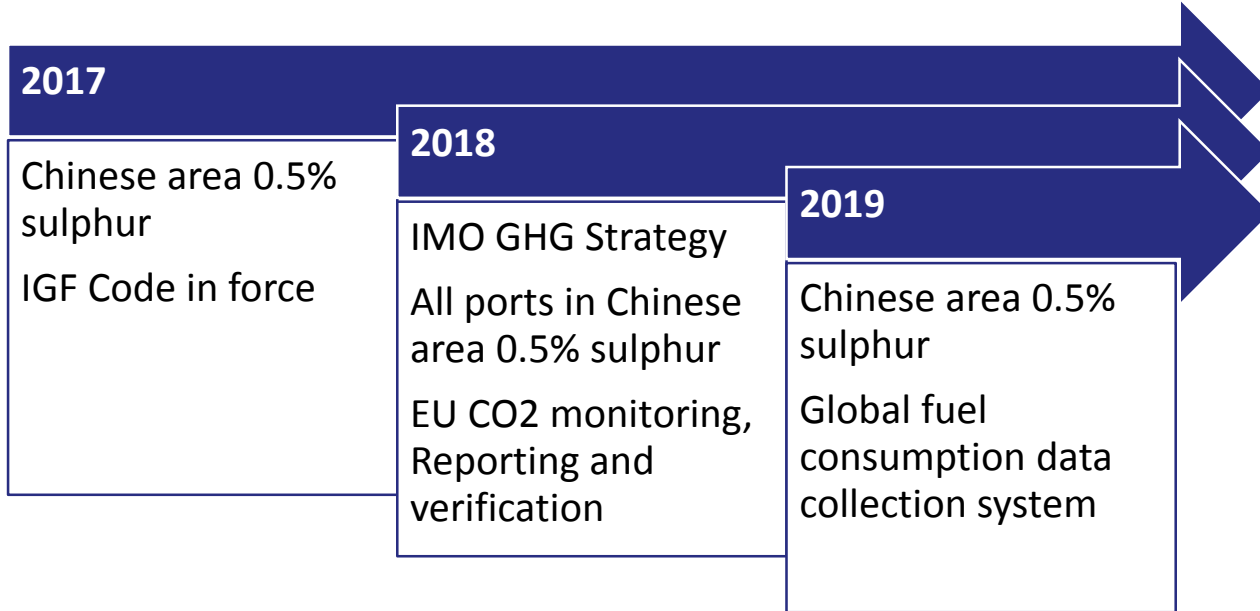 2017
Chinese area 0.5%
sulphur
IGF Code in force
2018
IMO GHG Strategy
All ports in Chinese
area 0.5% sulphur
EU CO2 monitoring,
Reporting and
verification
2019
Chinese area 0.5%
sulphur
Global fuel
consumption data
collection system